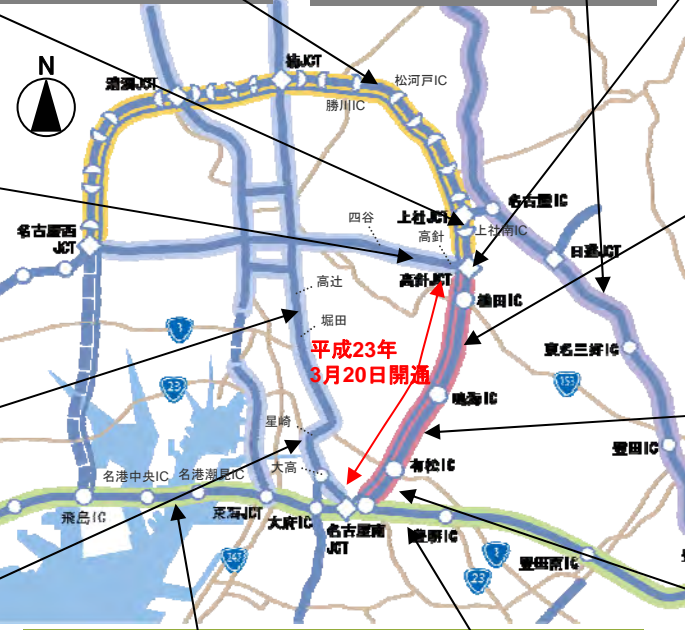 N
清洲JCT
楠JCT
松河戸IC
勝川IC
名古屋西
JCT
四谷
上社JCT
上社南IC
名古屋IC
高針
高針JCT
日進JCT
高辻
植田IC
堀田
平成23年
3月20日開通
1
23
東名三好IC
153
鳴海IC
星崎
大高
有松IC
豊田IC
名港中央IC
名港潮見IC
飛島IC
東海JCT
大府IC
名古屋南
JCT
豊明IC
豊田南IC
247
1
23